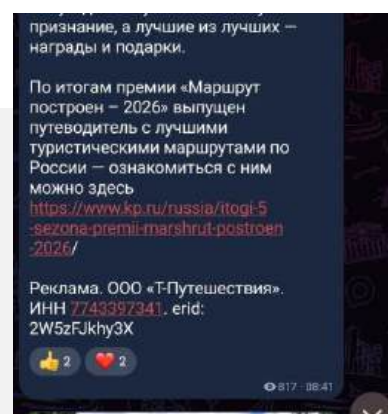 признание, а лучшие из лучших —
награды и подарки.
По итогам премии «Маршрут
построен – 2026» выпущен
путеводитель с лучшими
туристическими маршрутами по
России — ознакомиться с ним
можно здесь
https://www.kp.ru/russia/itogi-5
-sezona-premii-marshrut-postroen
-2026/
Реклама. ООО «Т-Путешествия».
ИНН 7743397341. erid:
2W5zFJkhy3X
👍 2 ❤️ 2
817 · 08:41